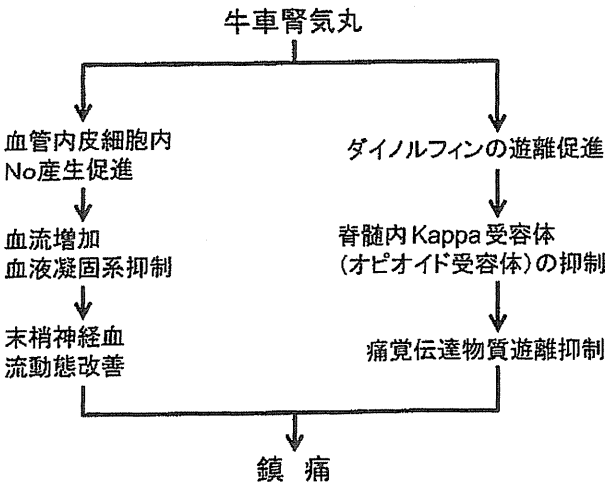 牛車腎気丸
血管内皮細胞内
No産生促進
血流増加
血液凝固系抑制
末梢神経血
流動態改善
ダイノルフィンの遊離促進
脊髄内Kappa受容体
(オピオイド受容体)の抑制
痛覚伝達物質遊離抑制
鎮 痛